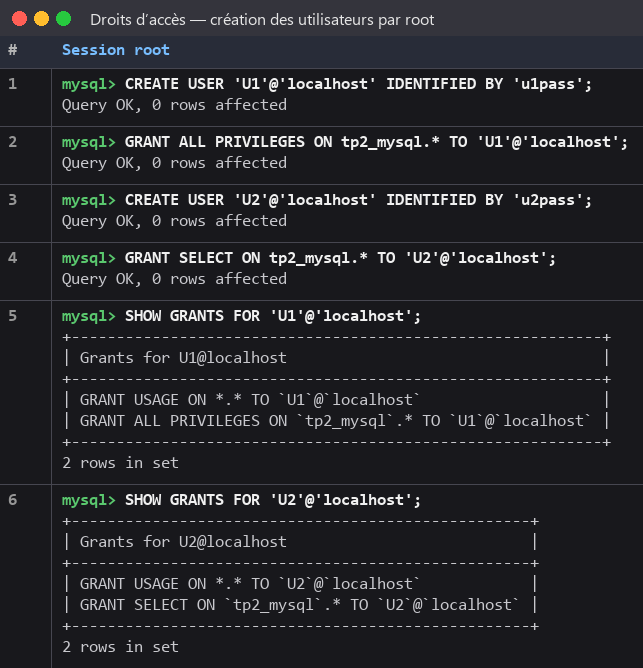 Droits d’accès — création des utilisateurs par root
# Session root
1 mysql> CREATE USER 'U1'@'localhost' IDENTIFIED BY 'u1pass';
Query OK, 0 rows affected
2 mysql> GRANT ALL PRIVILEGES ON tp2_mysql.* TO 'U1'@'localhost';
Query OK, 0 rows affected
3 mysql> CREATE USER 'U2'@'localhost' IDENTIFIED BY 'u2pass';
Query OK, 0 rows affected
4 mysql> GRANT SELECT ON tp2_mysql.* TO 'U2'@'localhost';
Query OK, 0 rows affected
5 mysql> SHOW GRANTS FOR 'U1'@'localhost';
+-----------------------------------------------------------+
| Grants for U1@localhost                                   |
+-----------------------------------------------------------+
| GRANT USAGE ON *.* TO `U1`@`localhost`                    |
| GRANT ALL PRIVILEGES ON `tp2_mysql`.* TO `U1`@`localhost` |
+-----------------------------------------------------------+
2 rows in set
6 mysql> SHOW GRANTS FOR 'U2'@'localhost';
+---------------------------------------------------+
| Grants for U2@localhost                           |
+---------------------------------------------------+
| GRANT USAGE ON *.* TO `U2`@`localhost`            |
| GRANT SELECT ON `tp2_mysql`.* TO `U2`@`localhost` |
+---------------------------------------------------+
2 rows in set